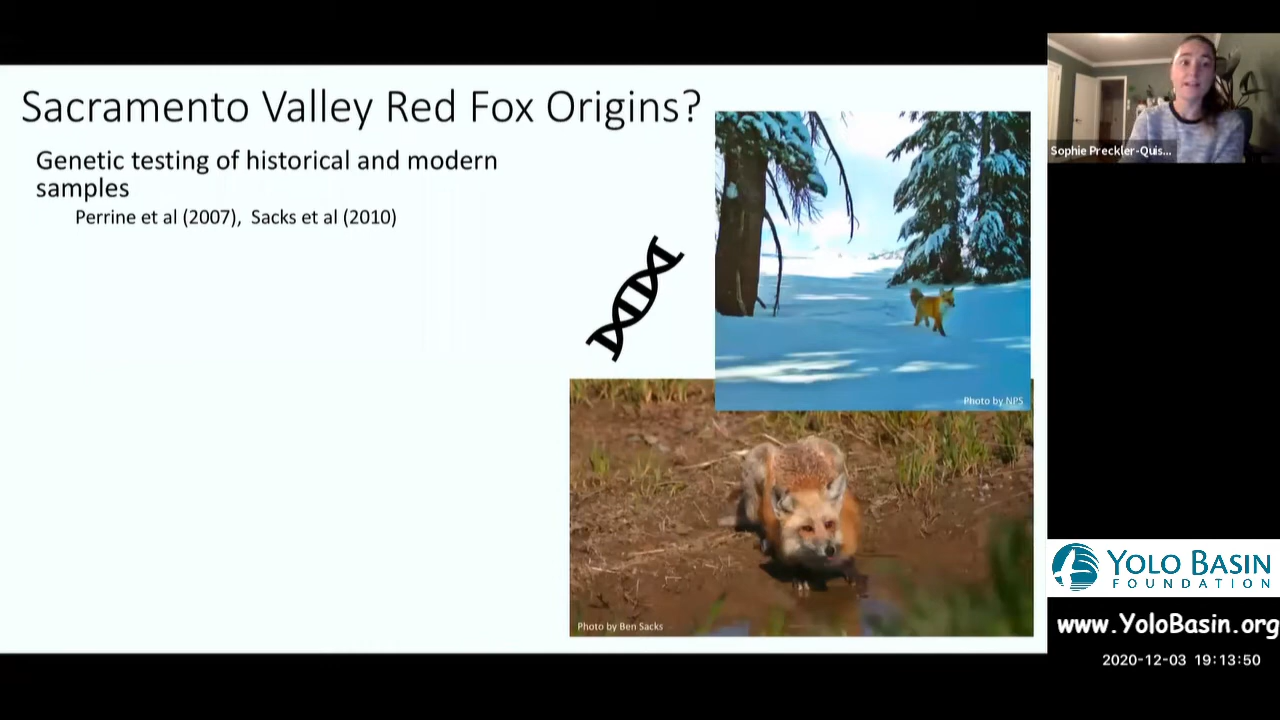 Sacramento Valley Red Fox Origins?
Genetic testing of historical and modern
samples
Perrine et al (2007), Sacks et al (2010)
Photo by NPS
Photo by Ben Sacks
Sophie Preckler-Quis...
YOLO BASIN
FOUNDATION
www.YoloBasin.org
2020-12-03 19:13:50